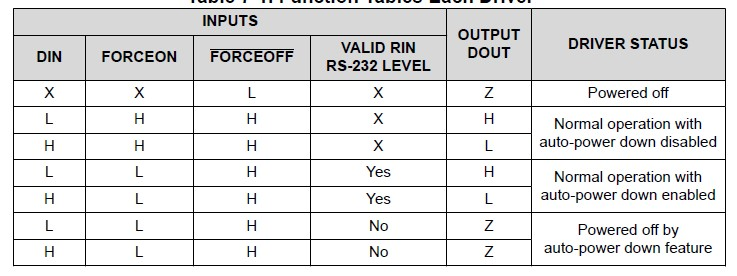 INPUTS OUTPUT DOUT DRIVER STATUS
DIN FORCEON FORCEOFF VALID RIN RS-232 LEVEL
X X L X Z Powered off
L H H X H Normal operation with
H H H X L auto-power down disabled
L L H Yes H Normal operation with
H L H Yes L auto-power down enabled
L L H No Z Powered off by
H L H No Z auto-power down feature